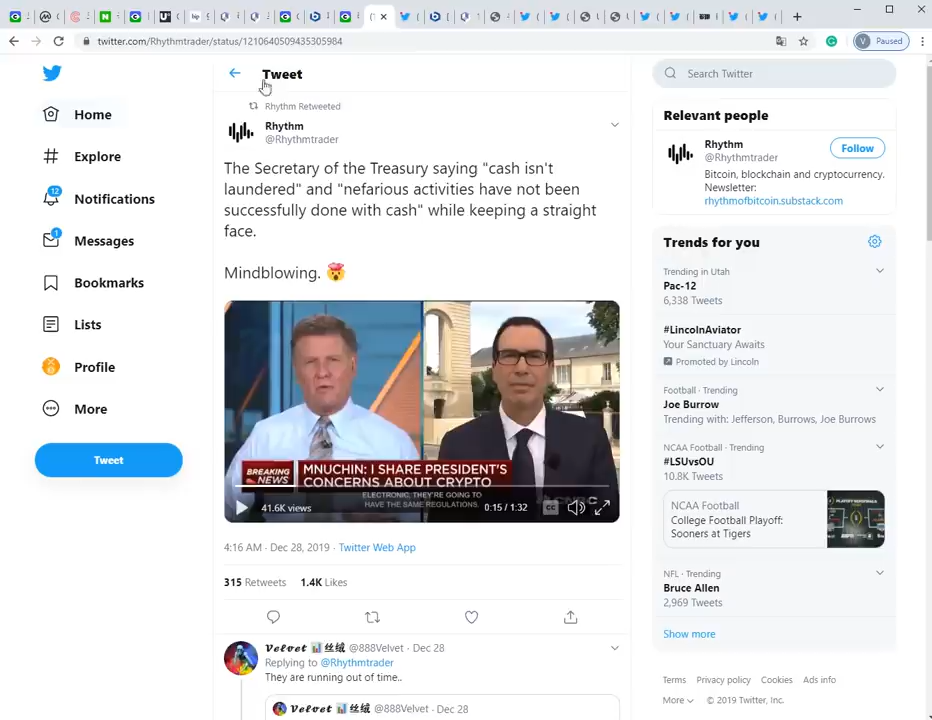 twitter.com/Rhythmtrader/status/1210640509435305984
Paused
Home
Explore
12
Notifications
1
Messages
Bookmarks
Lists
Profile
More
Tweet
Tweet
Rhythm Retweeted
Rhythm
@Rhythmtrader
The Secretary of the Treasury saying "cash isn't
laundered" and "nefarious activities have not been
successfully done with cash" while keeping a straight
face.
Mindblowing. 🤯
BREAKING
NEWS
MNUCHIN: I SHARE PRESIDENT'S
CONCERNS ABOUT CRYPTO
ELECTRONIC, THEY'RE GOING TO
HAVE THE SAME REGULATIONS.
41.6K views
0:15 / 1:32
CC
4:16 AM · Dec 28, 2019 · Twitter Web App
315 Retweets 1.4K Likes
𝓥𝓮𝓵𝓿𝓮𝓽 📊 丝绒 @888Velvet · Dec 28
Replying to @Rhythmtrader
They are running out of time..
𝓥𝓮𝓵𝓿𝓮𝓽 📊 丝绒 @888Velvet · Dec 28
Search Twitter
Relevant people
Rhythm
@Rhythmtrader
Follow
Bitcoin, blockchain and cryptocurrency.
Newsletter:
rhythmofbitcoin.substack.com
Trends for you
Trending in Utah
Pac-12
6,338 Tweets
#LincolnAviator
Your Sanctuary Awaits
Promoted by Lincoln
Football · Trending
Joe Burrow
Trending with: Jefferson, Burrows, Joe Burrows
NCAA Football · Trending
#LSUvsOU
10.8K Tweets
NCAA Football
College Football Playoff:
Sooners at Tigers
NFL · Trending
Bruce Allen
2,969 Tweets
Show more
Terms Privacy policy Cookies Ads info
More © 2019 Twitter, Inc.